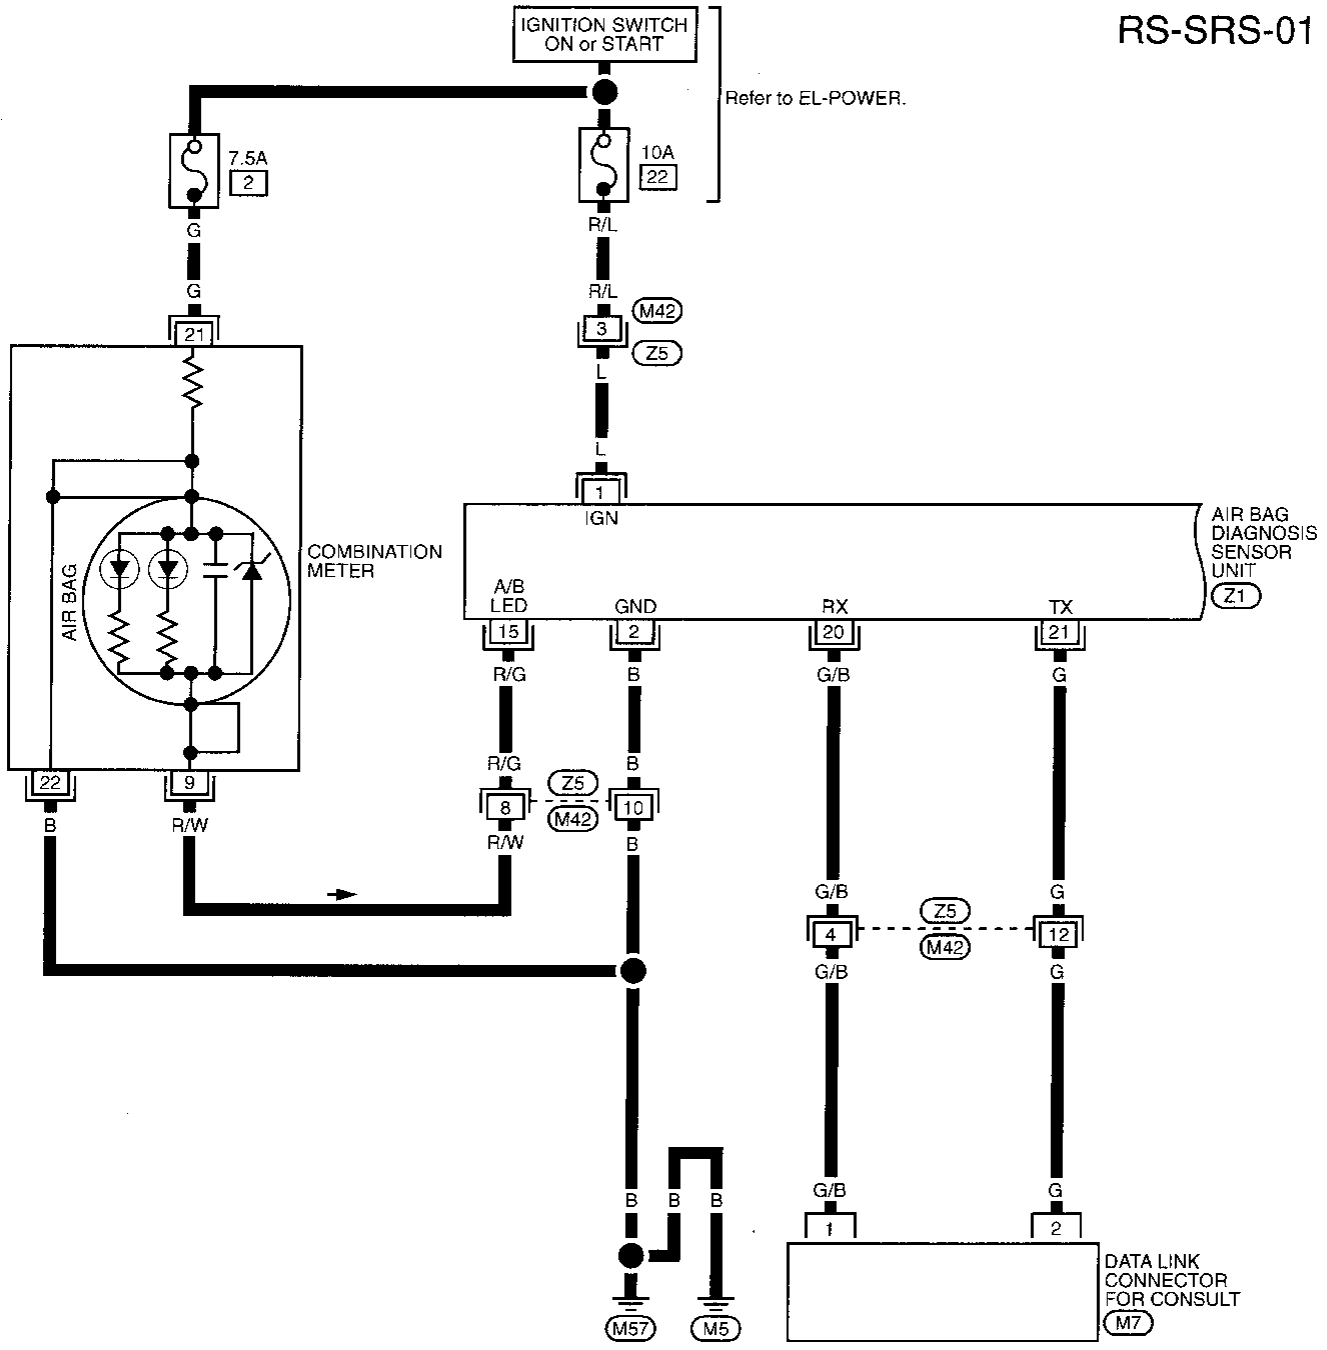 RS-SRS-01
IGNITION SWITCH
ON or START
Refer to EL-POWER.
7.5A
2
10A
22
G
R/L
G
R/L
M42
21
3
Z5
L
L
1
IGN
AIR BAG
DIAGNOSIS
SENSOR
UNIT
Z1
COMBINATION
METER
AIR BAG
A/B
LED
GND
RX
TX
15
2
20
21
R/G
B
G/B
G
R/G
B
22
9
8
Z5
M42
10
B
R/W
R/W
B
G/B
G
4
Z5
M42
12
G/B
G
B
B
B
G/B
G
1
2
DATA LINK
CONNECTOR
FOR CONSULT
M7
M57
M5